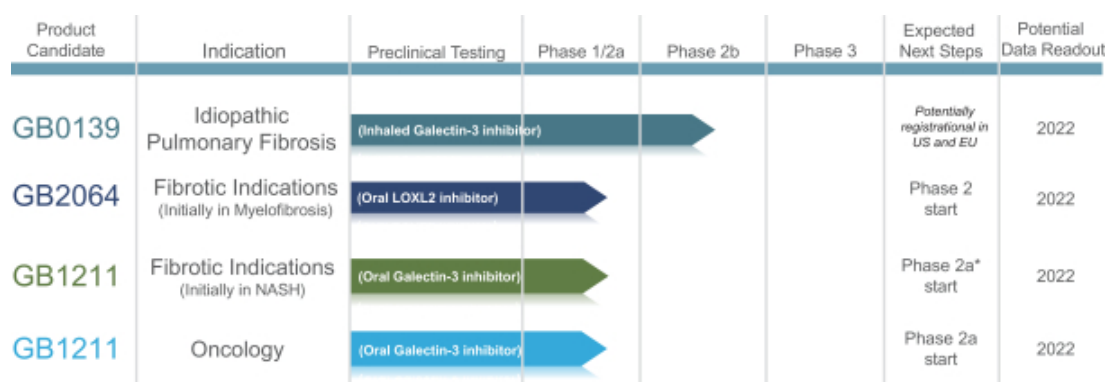 Product Candidate
Indication
Preclinical Testing
Phase 1/2a
Phase 2b
Phase 3
Expected Next Steps
Potential Data Readout
GB0139
Idiopathic
Pulmonary Fibrosis
(Inhaled Galectin-3 inhibitor)
Potentially
registrational in
US and EU
2022
GB2064
Fibrotic Indications
(Initially in Myelofibrosis)
(Oral LOXL2 inhibitor)
Phase 2
start
2022
GB1211
Fibrotic Indications
(Initially in NASH)
(Oral Galectin-3 inhibitor)
Phase 2a*
start
2022
GB1211
Oncology
(Oral Galectin-3 inhibitor)
Phase 2a
start
2022